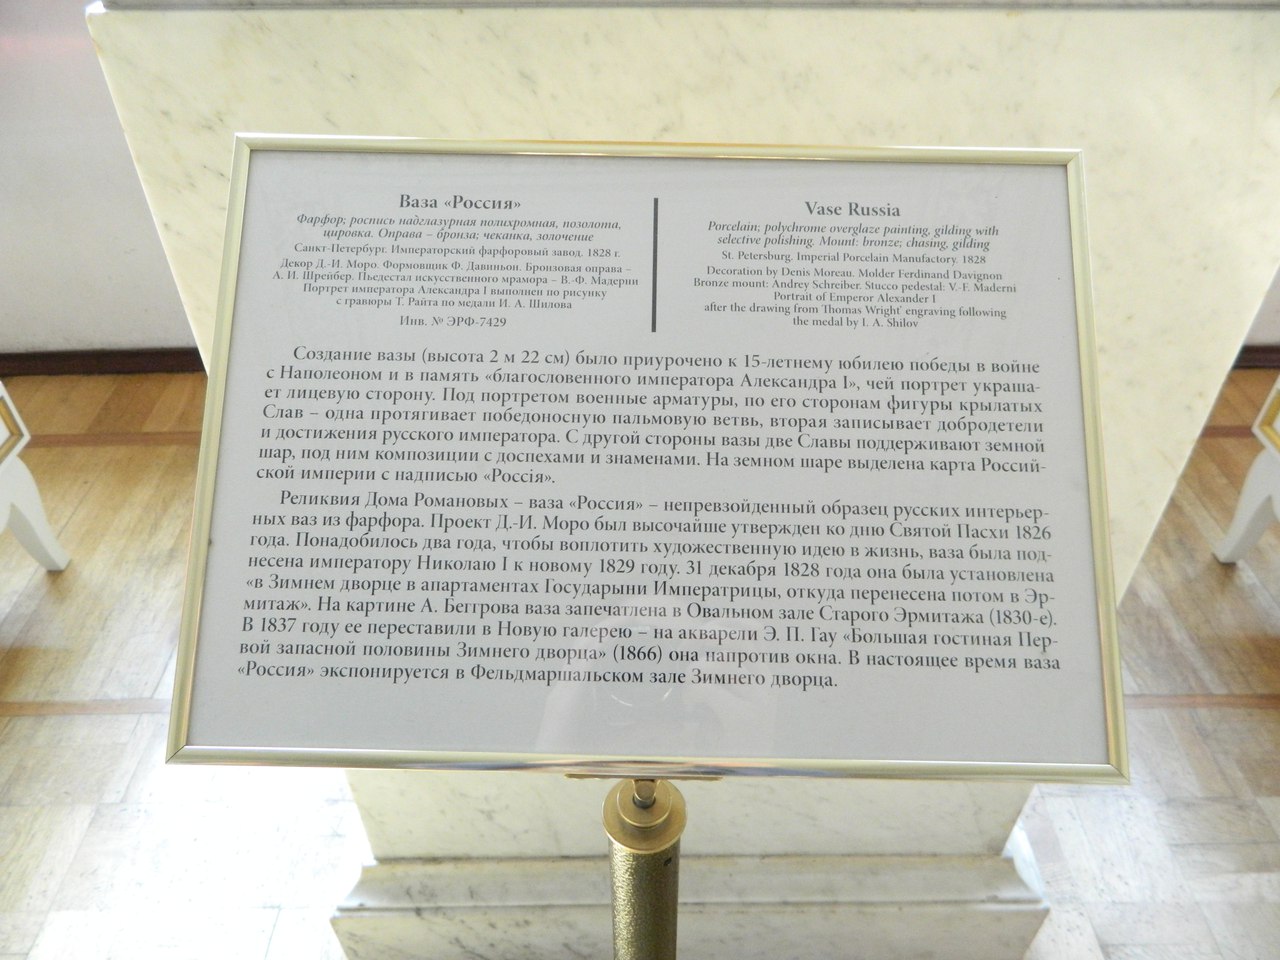 Ваза «Россия»
Фарфор; роспись надглазурная полихромная, позолота,
цировка. Оправа – бронза; чеканка, золочение
Санкт-Петербург. Императорский фарфоровый завод. 1828 г.
Декор Д.-И. Моро. Формовщик Ф. Давиньон. Бронзовая оправа –
А. И. Шрейбер. Пьедестал искусственного мрамора – В.-Ф. Мадерни
Портрет императора Александра I выполнен по рисунку
с гравюры Т. Райта по медали И. А. Шилова
Инв. № ЭРФ-7429
Vase Russia
Porcelain; polychrome overglaze painting, gilding with
selective polishing. Mount: bronze; chasing, gilding
St. Petersburg. Imperial Porcelain Manufactory. 1828
Decoration by Denis Moreau. Molder Ferdinand Davignon
Bronze mount: Andrey Schreiber. Stucco pedestal: V.-F. Maderni
Portrait of Emperor Alexander I
after the drawing from Thomas Wright' engraving following
the medal by I. A. Shilov
Создание вазы (высота 2 м 22 см) было приурочено к 15-летнему юбилею победы в войне
с Наполеоном и в память «благословенного императора Александра I», чей портрет украша-
ет лицевую сторону. Под портретом военные арматуры, по его сторонам фигуры крылатых
Слав – одна протягивает победоносную пальмовую ветвь, вторая записывает добродетели
и достижения русского императора. С другой стороны вазы две Славы поддерживают земной
шар, под ним композиции с доспехами и знаменами. На земном шаре выделена карта Россий-
ской империи с надписью «Россія».
Реликвия Дома Романовых – ваза «Россия» – непревзойденный образец русских интерьер-
ных ваз из фарфора. Проект Д.-И. Моро был высочайше утвержден ко дню Святой Пасхи 1826
года. Понадобилось два года, чтобы воплотить художественную идею в жизнь, ваза была под-
несена императору Николаю I к новому 1829 году. 31 декабря 1828 года она была установлена
«в Зимнем дворце в апартаментах Государыни Императрицы, откуда перенесена потом в Эр-
митаж». На картине А. Беггрова ваза запечатлена в Овальном зале Старого Эрмитажа (1830-е).
В 1837 году ее переставили в Новую галерею – на акварели Э. П. Гау «Большая гостиная Пер-
вой запасной половины Зимнего дворца» (1866) она напротив окна. В настоящее время ваза
«Россия» экспонируется в Фельдмаршальском зале Зимнего дворца.